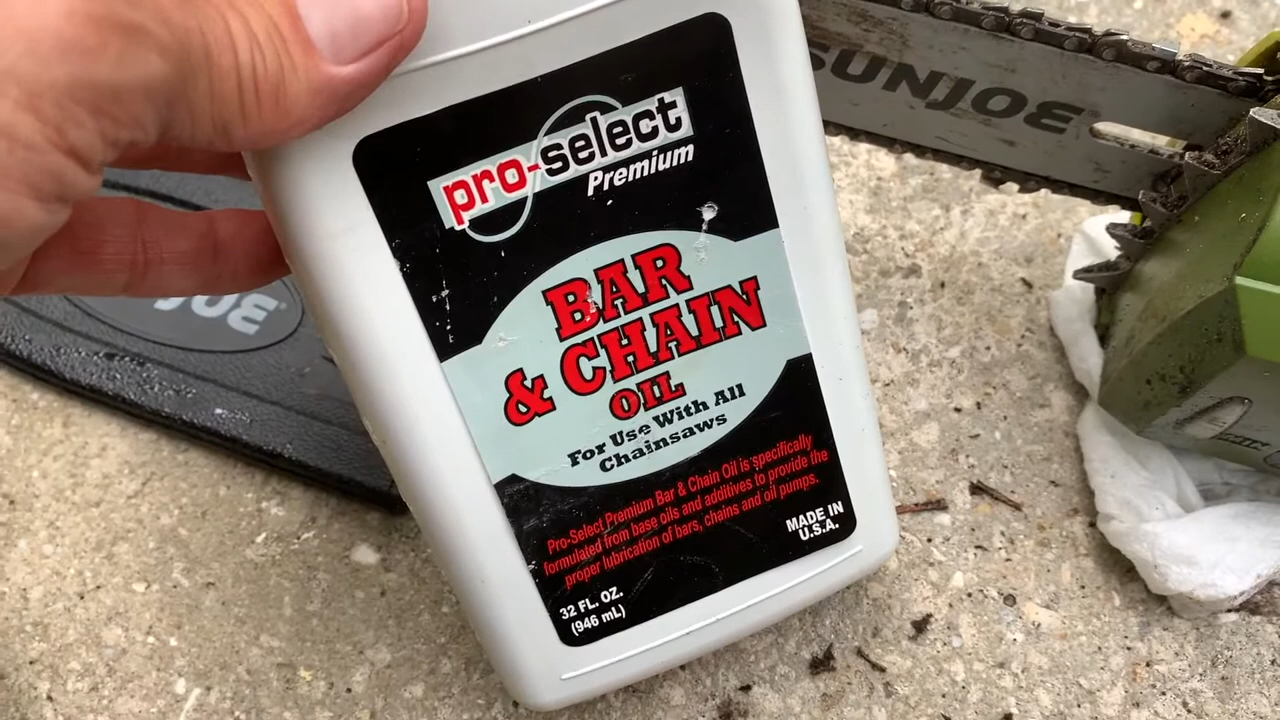 pro-select
Premium
BAR
& CHAIN
OIL
For Use With All
Chainsaws
Pro-Select Premium Bar & Chain Oil is specifically
formulated from base oils and additives to provide the
proper lubrication of bars, chains and oil pumps.
MADE IN
U.S.A.
32 FL. OZ.
(946 mL)
SUNJOE®
JOE®